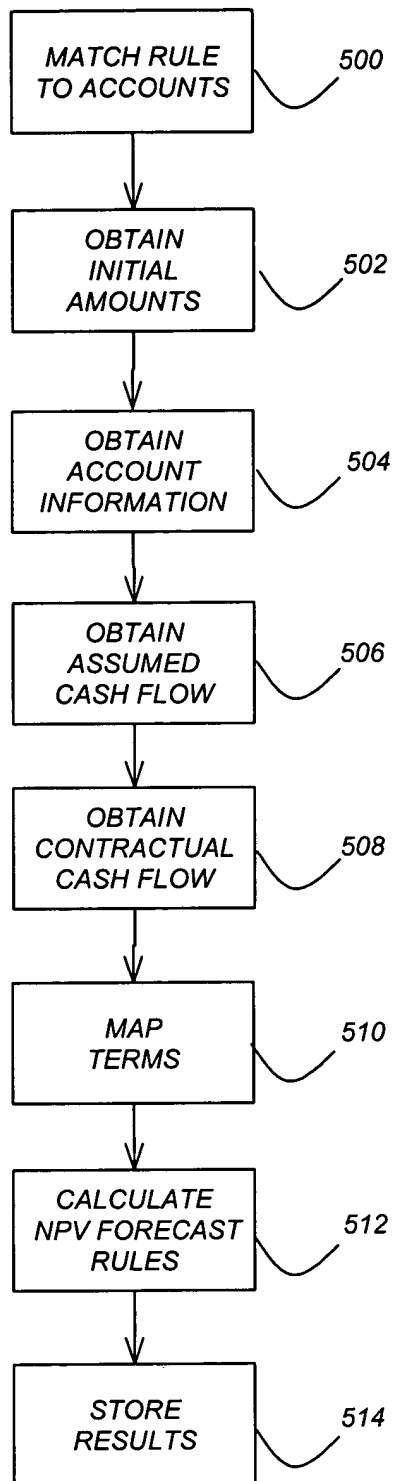 MATCH RULE
TO ACCOUNTS
500
OBTAIN
INITIAL
AMOUNTS
502
OBTAIN
ACCOUNT
INFORMATION
504
OBTAIN
ASSUMED
CASH FLOW
506
OBTAIN
CONTRACTUAL
CASH FLOW
508
MAP
TERMS
510
CALCULATE
NPV FORECAST
RULES
512
STORE
RESULTS
514